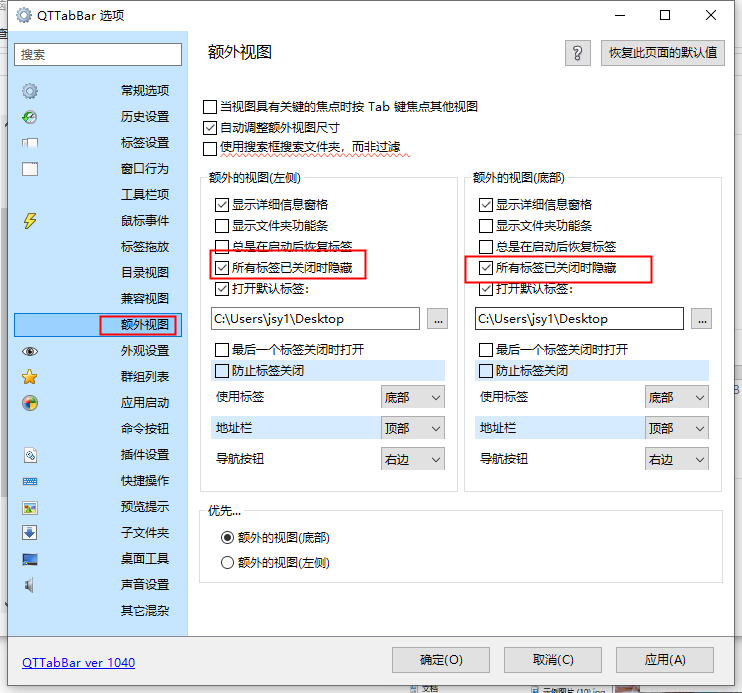 QTTabBar 选项
搜索
常规选项
历史设置
标签设置
窗口行为
工具栏项
鼠标事件
标签拖放
目录视图
兼容视图
额外视图
外观设置
群组列表
应用启动
命令按钮
插件设置
快捷操作
预览提示
子文件夹
桌面工具
声音设置
其它混杂
额外视图
?
恢复此页面的默认值
当视图具有关键的焦点时按 Tab 键焦点其他视图
自动调整额外视图尺寸
使用搜索框搜索文件夹，而非过滤
额外的视图(左侧)
显示详细信息窗格
显示文件夹功能条
总是在启动后恢复标签
所有标签已关闭时隐藏
打开默认标签：
C:\Users\jsy1\Desktop
...
最后一个标签关闭时打开
防止标签关闭
使用标签 底部
地址栏 顶部
导航按钮 右边
额外的视图(底部)
显示详细信息窗格
显示文件夹功能条
总是在启动后恢复标签
所有标签已关闭时隐藏
打开默认标签：
C:\Users\jsy1\Desktop
...
最后一个标签关闭时打开
防止标签关闭
使用标签 底部
地址栏 顶部
导航按钮 右边
优先...
额外的视图(底部)
额外的视图(左侧)
QTTabBar ver 1040
确定(O)
取消(C)
应用(A)